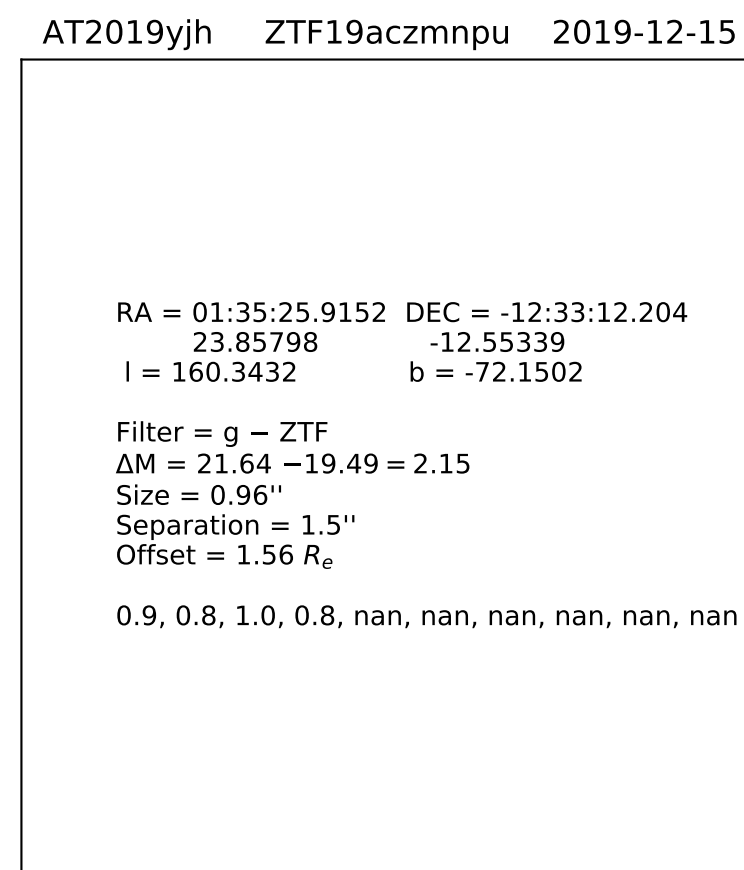 AT2019yjh ZTF19aczmnpu 2019-12-15
RA = 01:35:25.9152 DEC = -12:33:12.204
23.85798 -12.55339
l = 160.3432 b = -72.1502
Filter = g − ZTF
ΔM = 21.64 −19.49 = 2.15
Size = 0.96''
Separation = 1.5''
Offset = 1.56 Rₑ
0.9, 0.8, 1.0, 0.8, nan, nan, nan, nan, nan, nan